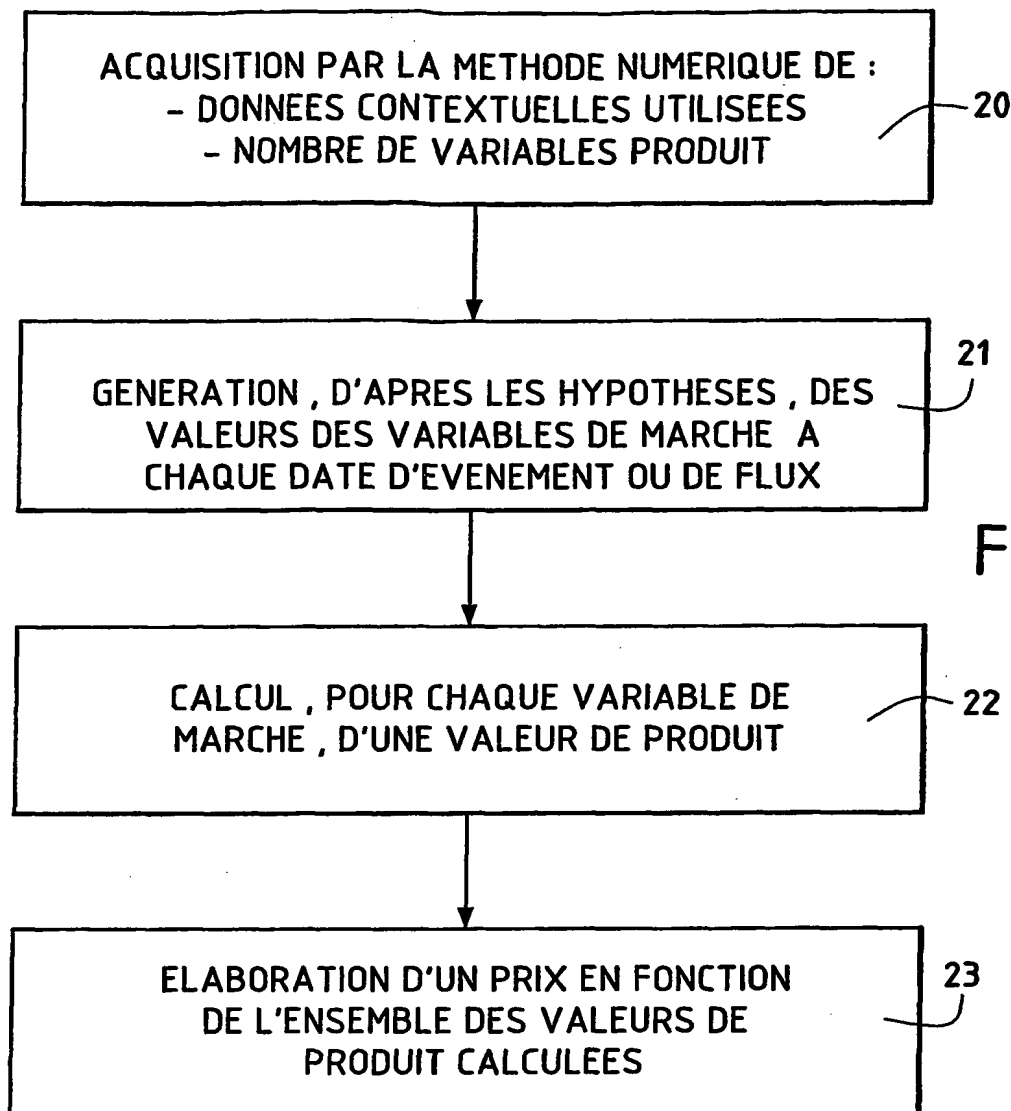 ACQUISITION PAR LA METHODE NUMERIQUE DE :
- DONNEES CONTEXTUELLES UTILISEES
- NOMBRE DE VARIABLES PRODUIT
20
21
GENERATION , D'APRES LES HYPOTHESES , DES
VALEURS DES VARIABLES DE MARCHE A
CHAQUE DATE D'EVENEMENT OU DE FLUX
F
CALCUL , POUR CHAQUE VARIABLE DE
MARCHE , D'UNE VALEUR DE PRODUIT
22
ELABORATION D'UN PRIX EN FONCTION
DE L'ENSEMBLE DES VALEURS DE
PRODUIT CALCULEES
23